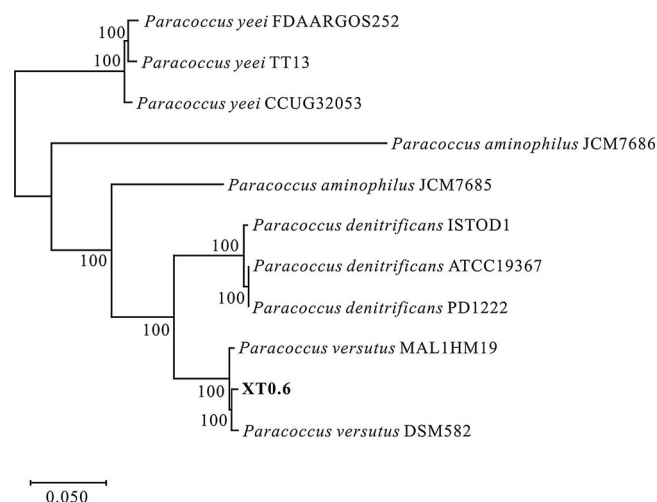 100
Paracoccus yeei FDAARGOS252
100
Paracoccus yeei TT13
Paracoccus yeei CCUG32053
Paracoccus aminophilus JCM7686
Paracoccus aminophilus JCM7685
100
Paracoccus denitrificans ISTOD1
100
Paracoccus denitrificans ATCC19367
100
Paracoccus denitrificans PD1222
100
Paracoccus versutus MAL1HM19
100
XT0.6
100
Paracoccus versutus DSM582
0.050